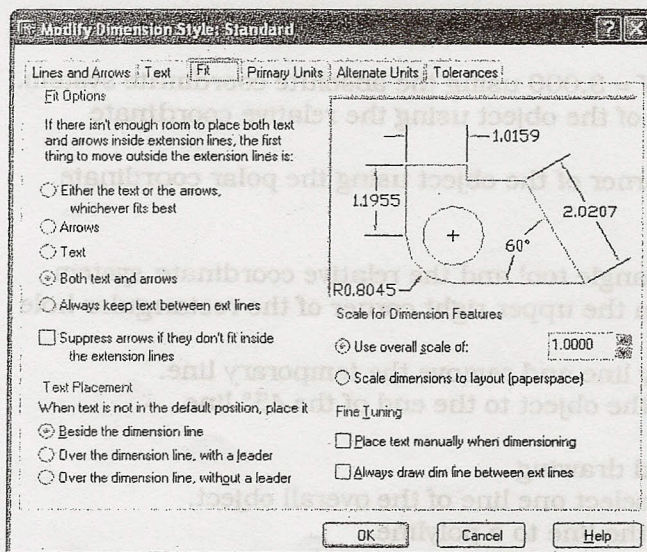 Modify Dimension Style: Standard
Lines and Arrows Text Fit Primary Units Alternate Units Tolerances
Fit Options
If there isn't enough room to place both text
and arrows inside extension lines, the first
thing to move outside the extension lines is:
Either the text or the arrows,
whichever fits best
Arrows
Text
Both text and arrows
Always keep text between ext lines
Suppress arrows if they don't fit inside
the extension lines
Text Placement
When text is not in the default position, place it
Beside the dimension line
Over the dimension line, with a leader
Over the dimension line, without a leader
1.0159
1.1955
2.0207
60°
R0.8045
Scale for Dimension Features
Use overall scale of: 1.0000
Scale dimensions to layout (paperspace)
Fine Tuning
Place text manually when dimensioning
Always draw dim line between ext lines
OK Cancel Help